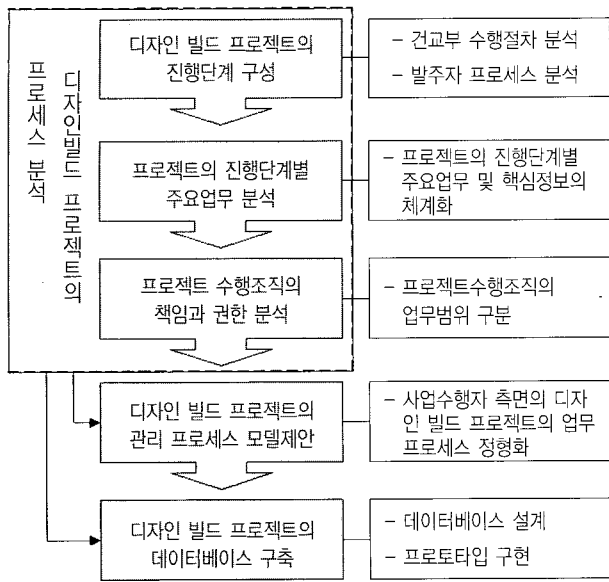 디자인빌드 프로젝트의
프로세스 분석
디자인 빌드 프로젝트의
진행단계 구성
- 건교부 수행절차 분석
- 발주자 프로세스 분석
프로젝트의 진행단계별
주요업무 분석
- 프로젝트의 진행단계별
주요업무 및 핵심정보의
체계화
프로젝트 수행조직의
책임과 권한 분석
- 프로젝트수행조직의
업무범위 구분
디자인 빌드 프로젝트의
관리 프로세스 모델제안
- 사업수행자 측면의 디자
인 빌드 프로젝트의 업무
프로세스 정형화
디자인 빌드 프로젝트의
데이터베이스 구축
- 데이터베이스 설계
- 프로토타입 구현